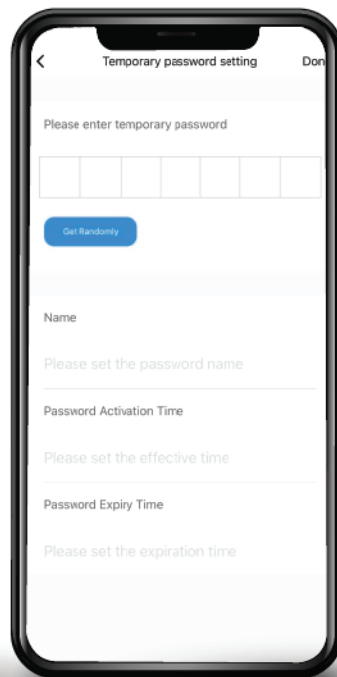 Temporary password setting
Don
Please enter temporary password
Get Randomly
Name
Please set the password name
Password Activation Time
Please set the effective time
Password Expiry Time
Please set the expiration time